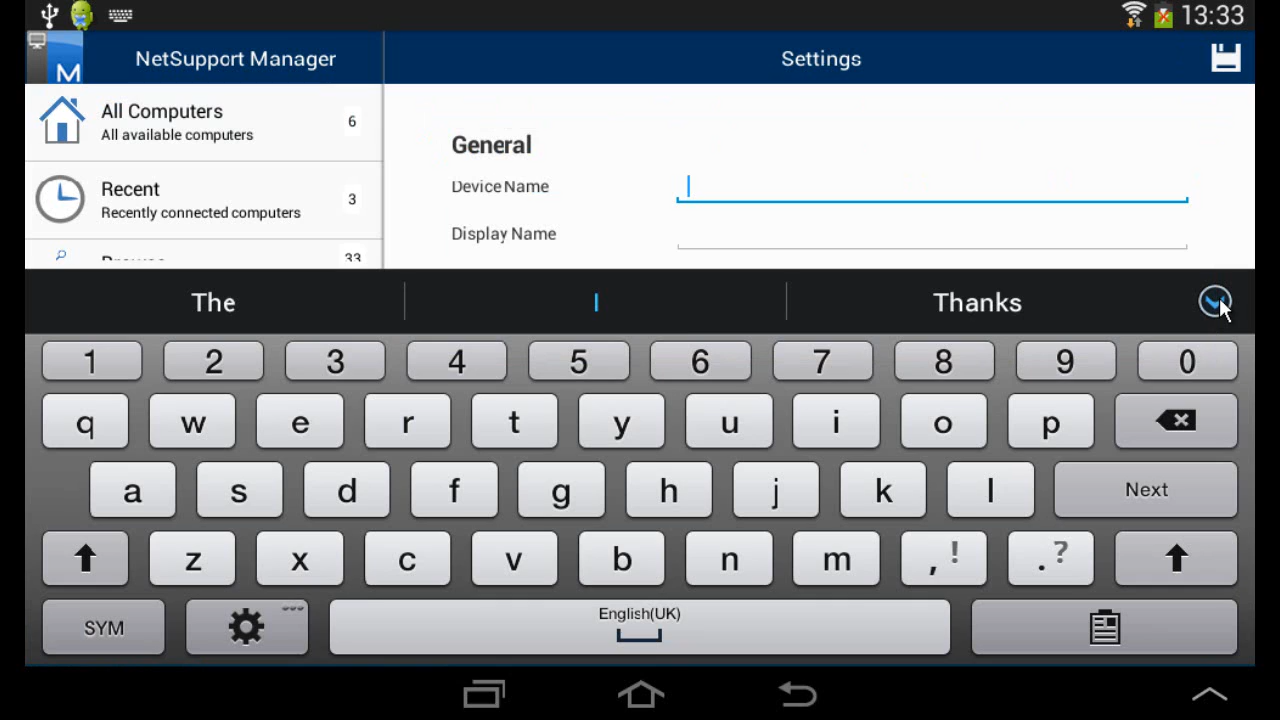 13:33
M
NetSupport Manager
Settings
All Computers
6
All available computers
General
Device Name
Recent
3
Recently connected computers
Display Name
Browse
33
The
I
Thanks
1 2 3 4 5 6 7 8 9 0
q w e r t y u i o p
a s d f g h j k l Next
z x c v b n m , ! . ?
SYM
English(UK)